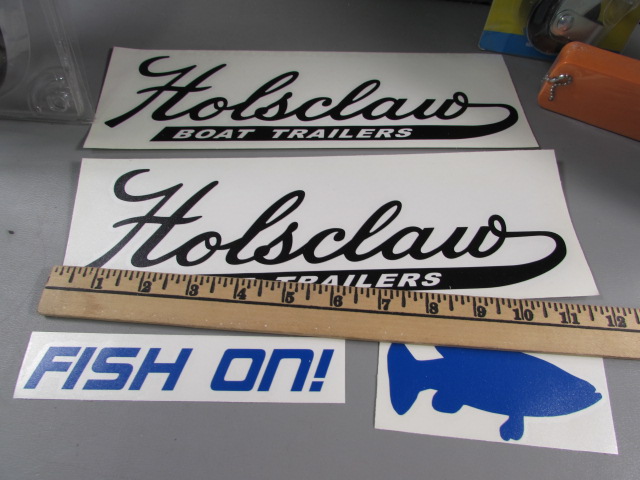 Holsclaw
BOAT TRAILERS
Holsclaw
TRAILERS
1 2 3 4 5 6 7 8 9 10 11 12
FISH ON!